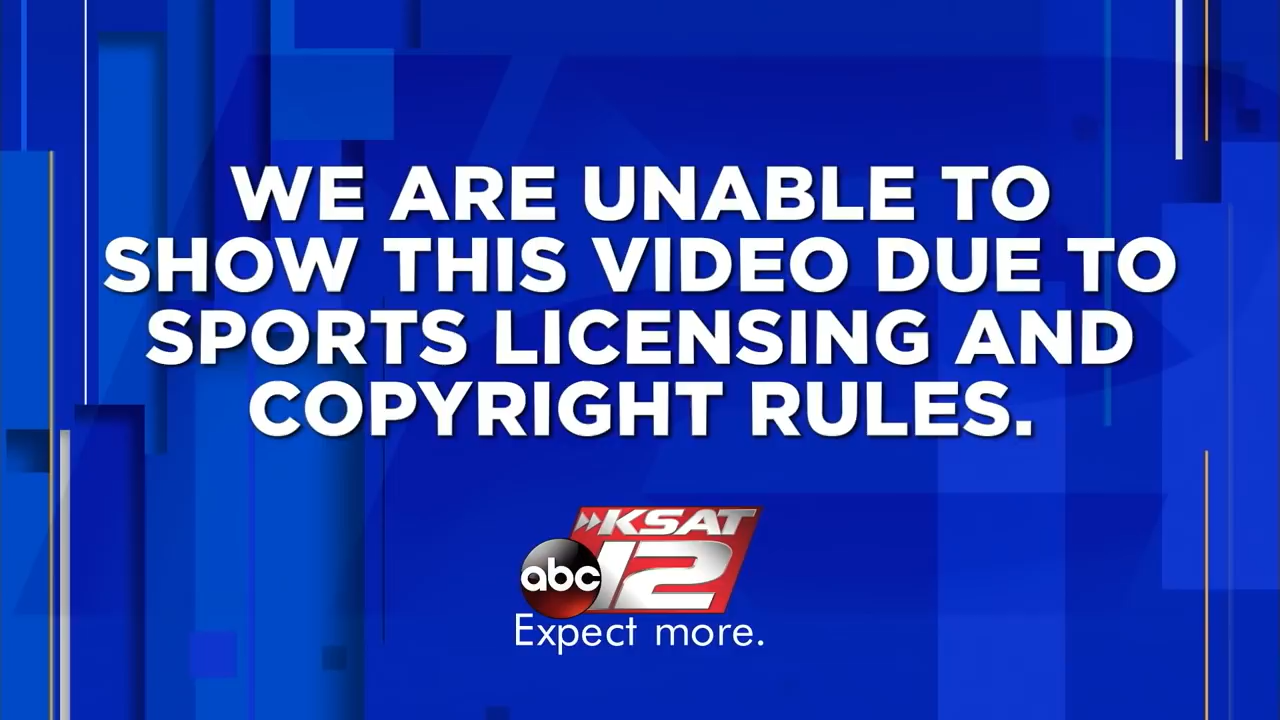 WE ARE UNABLE TO
SHOW THIS VIDEO DUE TO
SPORTS LICENSING AND
COPYRIGHT RULES.
KSAT
abc 12
Expect more.